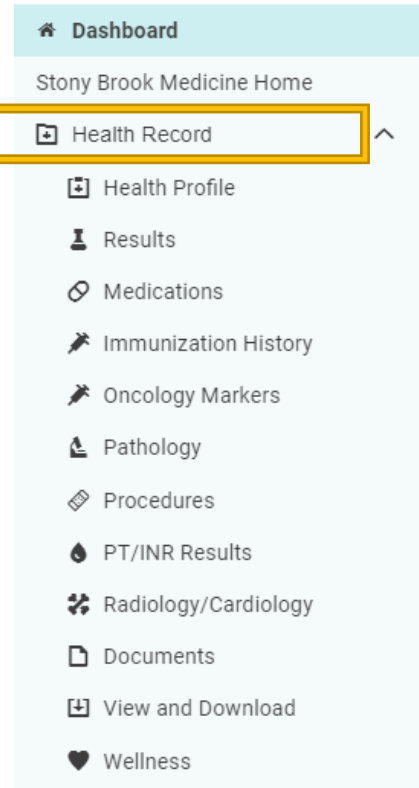 Dashboard
Stony Brook Medicine Home
Health Record
Health Profile
Results
Medications
Immunization History
Oncology Markers
Pathology
Procedures
PT/INR Results
Radiology/Cardiology
Documents
View and Download
Wellness